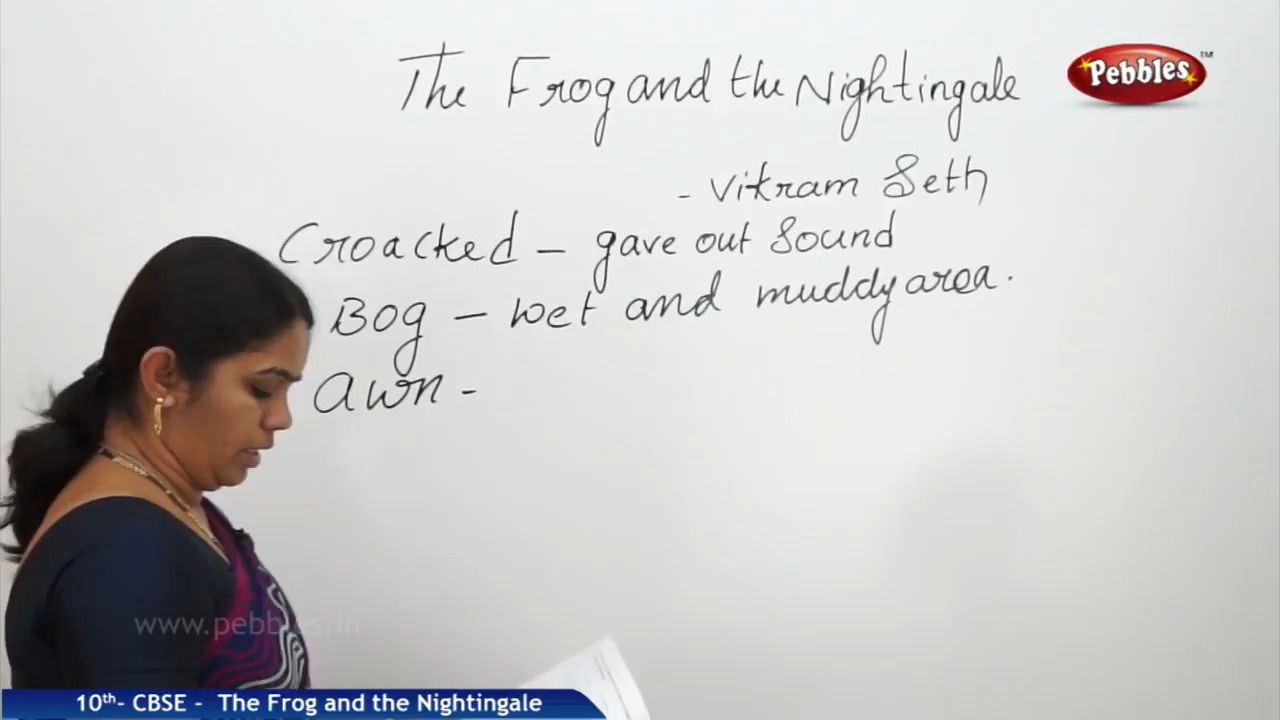 The Frog and the Nightingale
Pebbles™
- Vikram Seth
Croacked - gave out Sound
Bog - wet and muddy area.
Awn -
www.pebbles.in
10th- CBSE - The Frog and the Nightingale